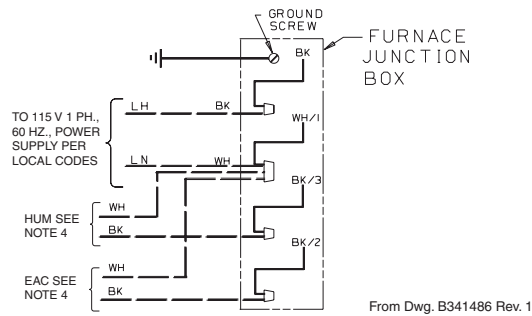 GROUND
SCREW
FURNACE
JUNCTION
BOX
BK
TO 115 V 1 PH.,
60 HZ., POWER
SUPPLY PER
LOCAL CODES
LH
BK
WH/1
LN
WH
BK/3
HUM SEE
NOTE 4
WH
BK
BK/2
EAC SEE
NOTE 4
WH
BK
From Dwg. B341486 Rev. 1